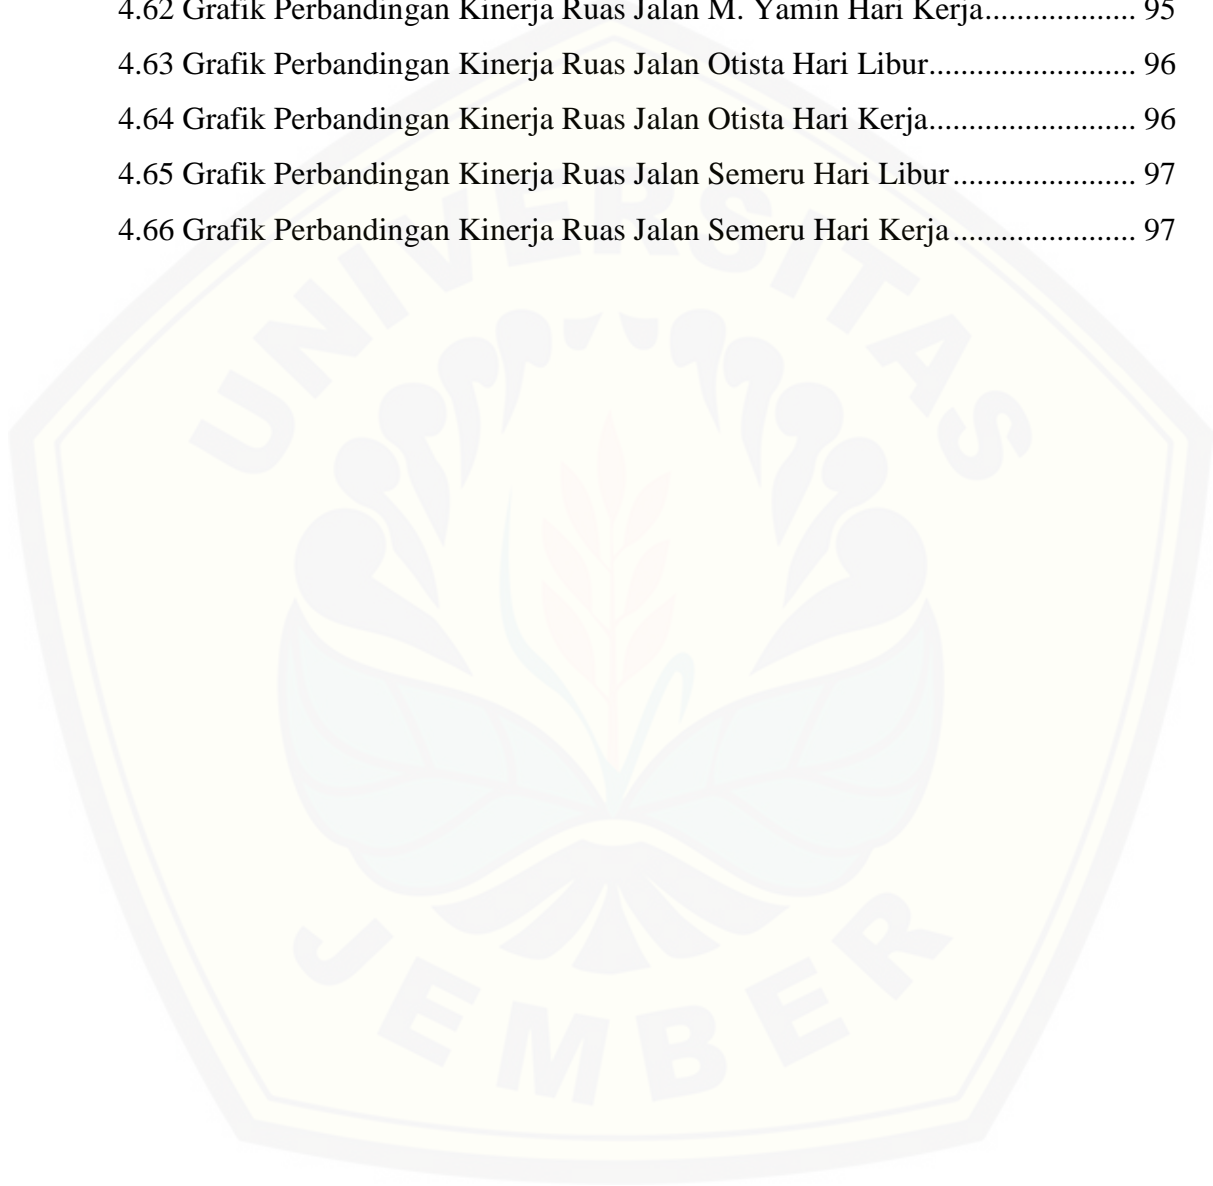 4.62 Grafik Perbandingan Kinerja Ruas Jalan M. Yamin Hari Kerja................... 95
4.63 Grafik Perbandingan Kinerja Ruas Jalan Otista Hari Libur.......................... 96
4.64 Grafik Perbandingan Kinerja Ruas Jalan Otista Hari Kerja.......................... 96
4.65 Grafik Perbandingan Kinerja Ruas Jalan Semeru Hari Libur....................... 97
4.66 Grafik Perbandingan Kinerja Ruas Jalan Semeru Hari Kerja....................... 97
UNIVERSITAS
JEMBER